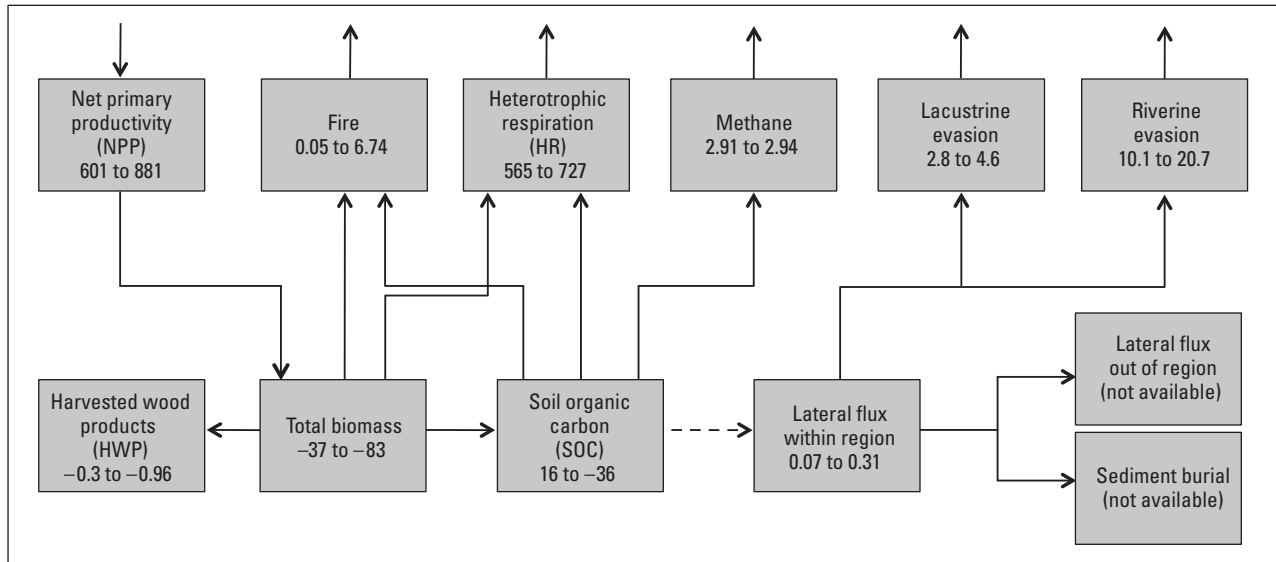 Net primary
productivity
(NPP)
601 to 881
Fire
0.05 to 6.74
Heterotrophic
respiration
(HR)
565 to 727
Methane
2.91 to 2.94
Lacustrine
evasion
2.8 to 4.6
Riverine
evasion
10.1 to 20.7
Harvested wood
products
(HWP)
−0.3 to −0.96
Total biomass
−37 to −83
Soil organic
carbon
(SOC)
16 to −36
Lateral flux
within region
0.07 to 0.31
Lateral flux
out of region
(not available)
Sediment burial
(not available)